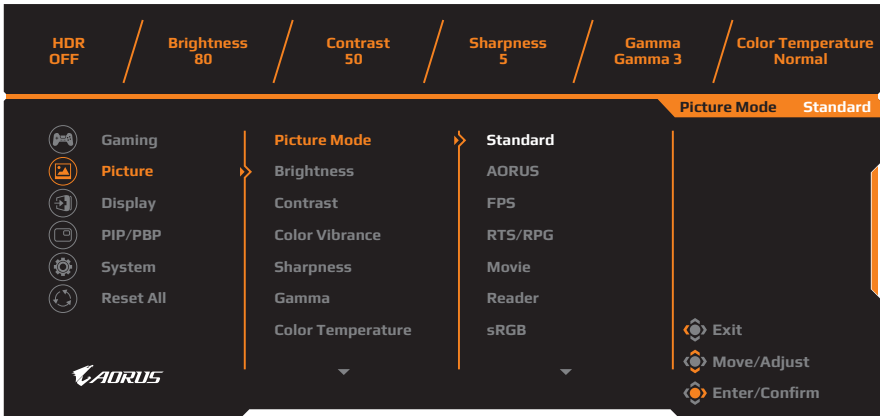 HDR
OFF
Brightness
80
Contrast
50
Sharpness
5
Gamma
Gamma 3
Color Temperature
Normal
Picture Mode Standard
Gaming
Picture
Display
PIP/PBP
System
Reset All
Picture Mode
Brightness
Contrast
Color Vibrance
Sharpness
Gamma
Color Temperature
Standard
AORUS
FPS
RTS/RPG
Movie
Reader
sRGB
Exit
Move/Adjust
Enter/Confirm
AORUS